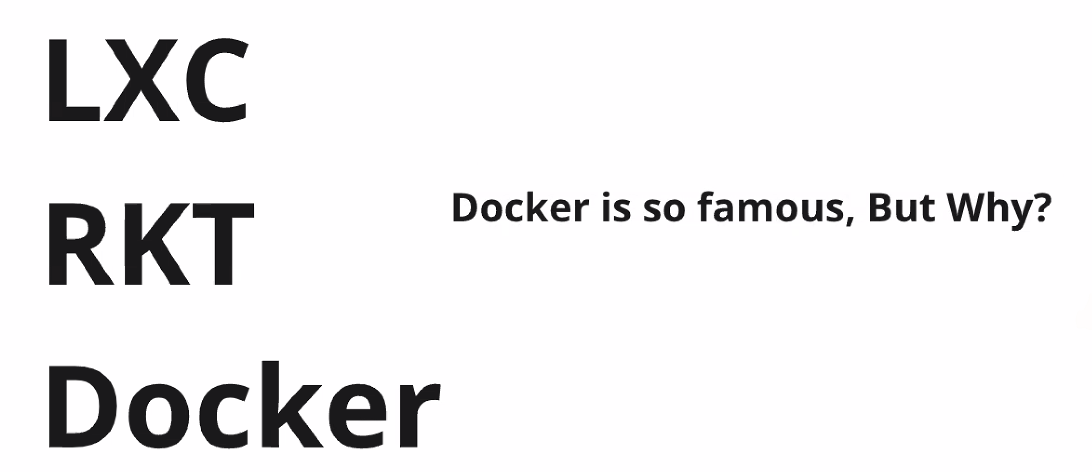 LXC
RKT
Docker is so famous, But Why?
Docker